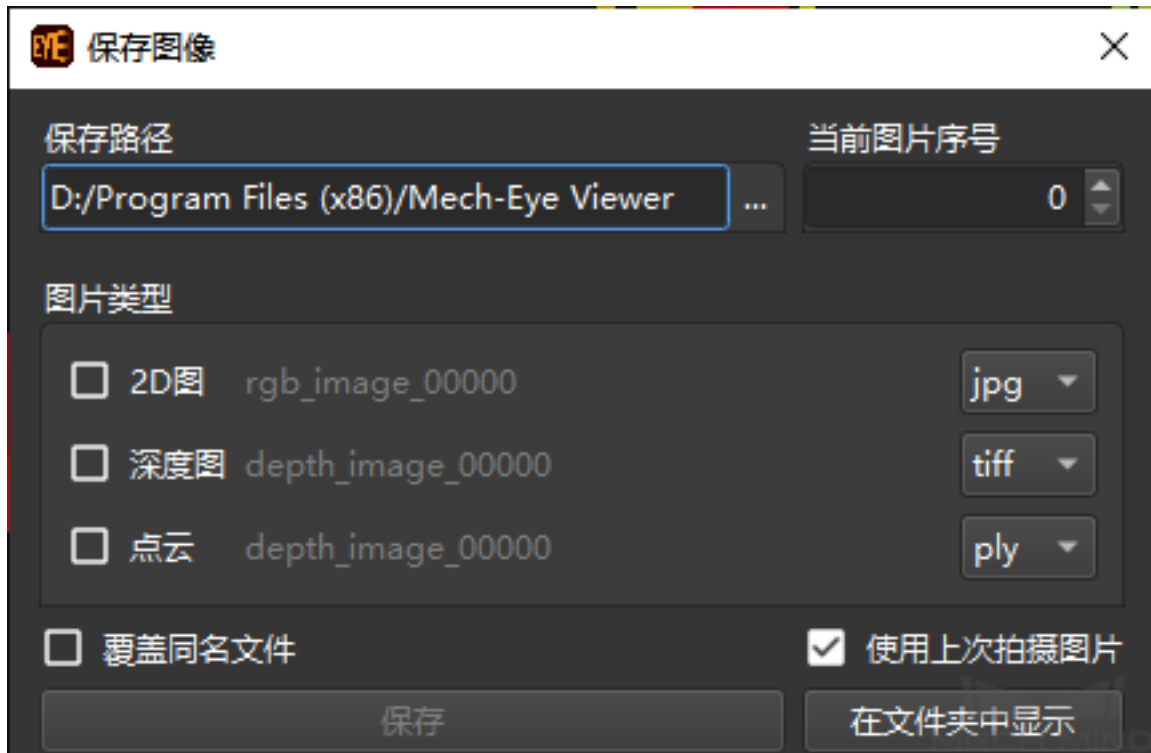 EYE 保存图像
保存路径 当前图片序号
D:/Program Files (x86)/Mech-Eye Viewer ... 0
图片类型
2D图 rgb_image_00000 jpg
深度图 depth_image_00000 tiff
点云 depth_image_00000 ply
覆盖同名文件 使用上次拍摄图片
保存 在文件夹中显示